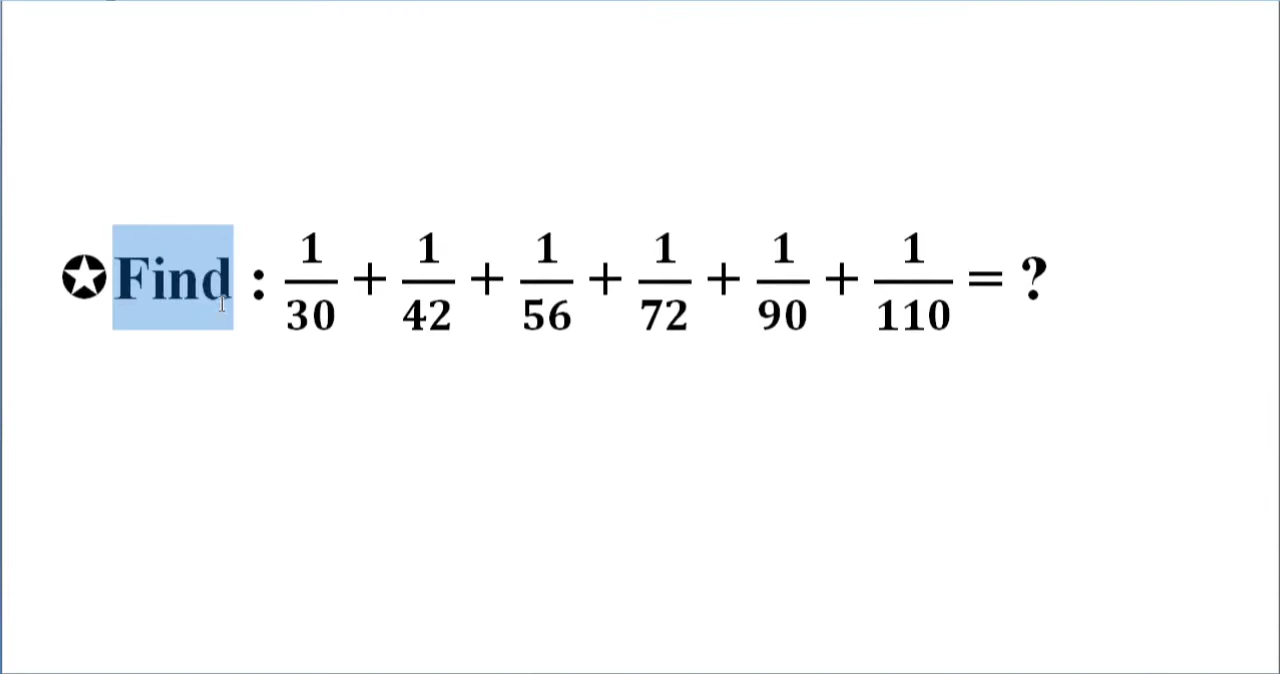 ✪Find : 1/30 + 1/42 + 1/56 + 1/72 + 1/90 + 1/110 = ?